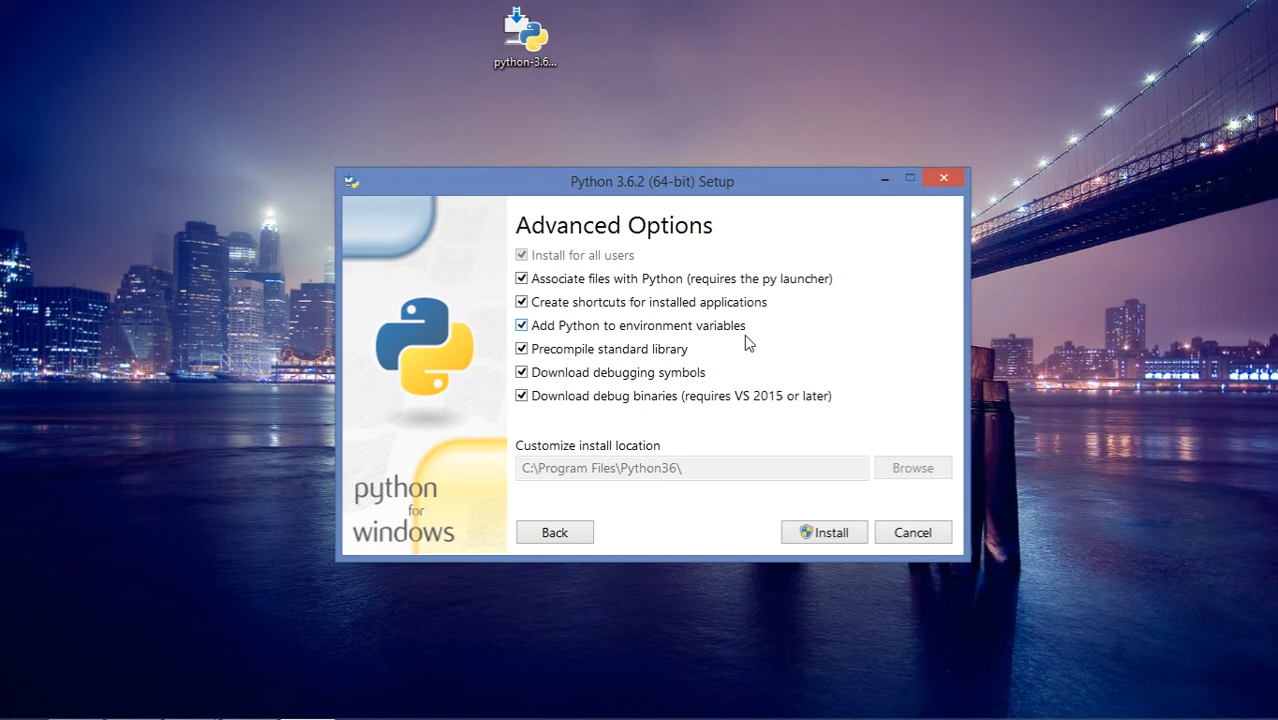 python-3.6...
Python 3.6.2 (64-bit) Setup
Advanced Options
Install for all users
Associate files with Python (requires the py launcher)
Create shortcuts for installed applications
Add Python to environment variables
Precompile standard library
Download debugging symbols
Download debug binaries (requires VS 2015 or later)
Customize install location
C:\Program Files\Python36\
Browse
python
for
windows
Back
Install
Cancel